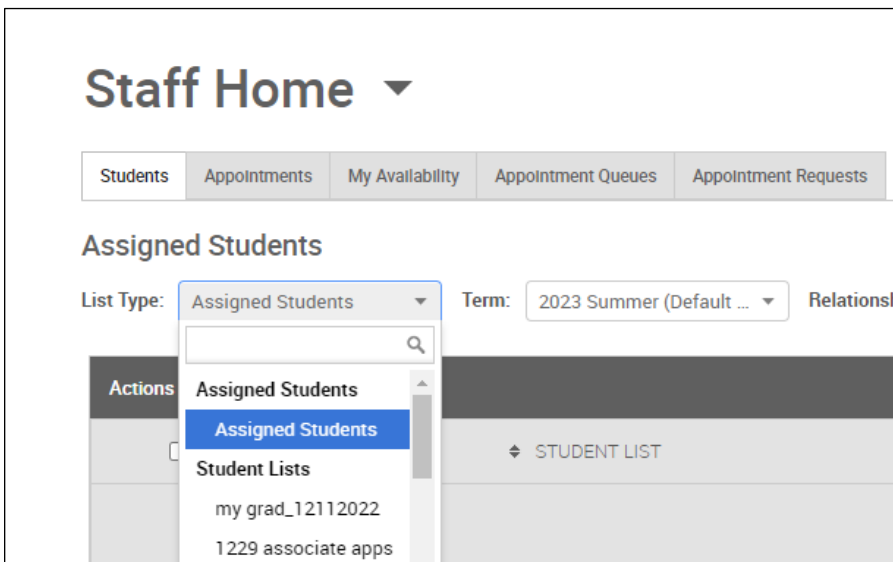 Staff Home
Students Appointments My Availability Appointment Queues Appointment Requests
Assigned Students
List Type: Assigned Students Term: 2023 Summer (Default ...
Actions
Assigned Students
Assigned Students
STUDENT LIST
Student Lists
my grad_12112022
1229 associate apps